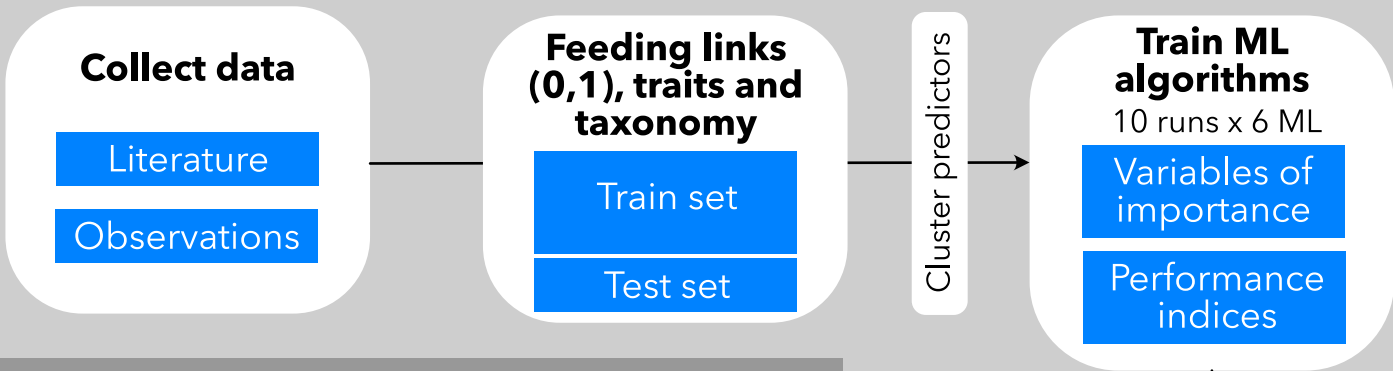 Collect data
Literature
Observations
Feeding links
(0,1), traits and
taxonomy
Train set
Test set
Cluster predictors
Train ML
algorithms
10 runs x 6 ML
Variables of
importance
Performance
indices